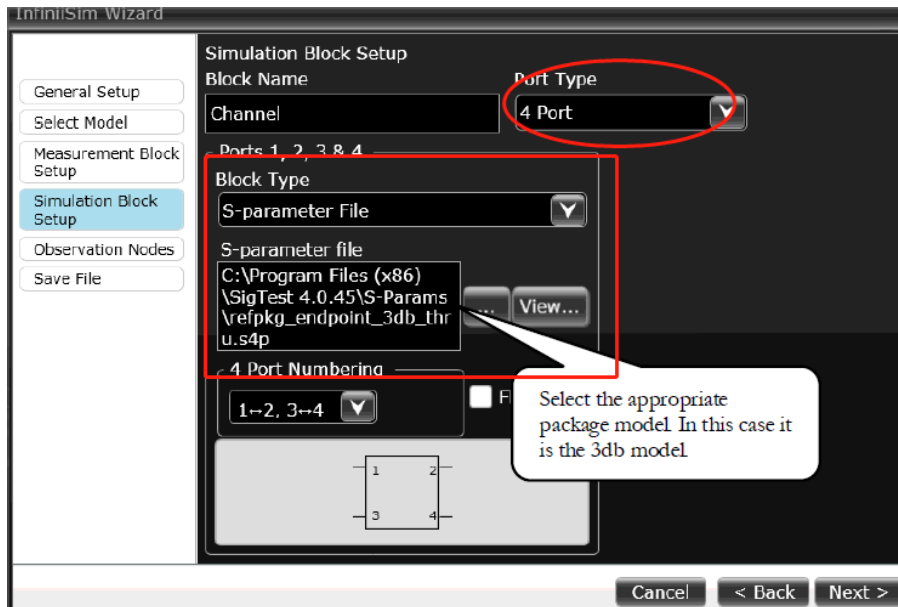 InfiniiSim Wizard
General Setup
Select Model
Measurement Block
Setup
Simulation Block
Setup
Observation Nodes
Save File
Simulation Block Setup
Block Name
Channel
Port Type
4 Port
Ports 1, 2, 3 & 4
Block Type
S-parameter File
S-parameter file
C:\Program Files (x86)
\SigTest 4.0.45\S-Params
\refpkg_endpoint_3db_thr
u.s4p
...
View...
4 Port Numbering
1↔2, 3↔4
1
2
3
4
Select the appropriate
package model. In this case it
is the 3db model
Cancel
< Back
Next >